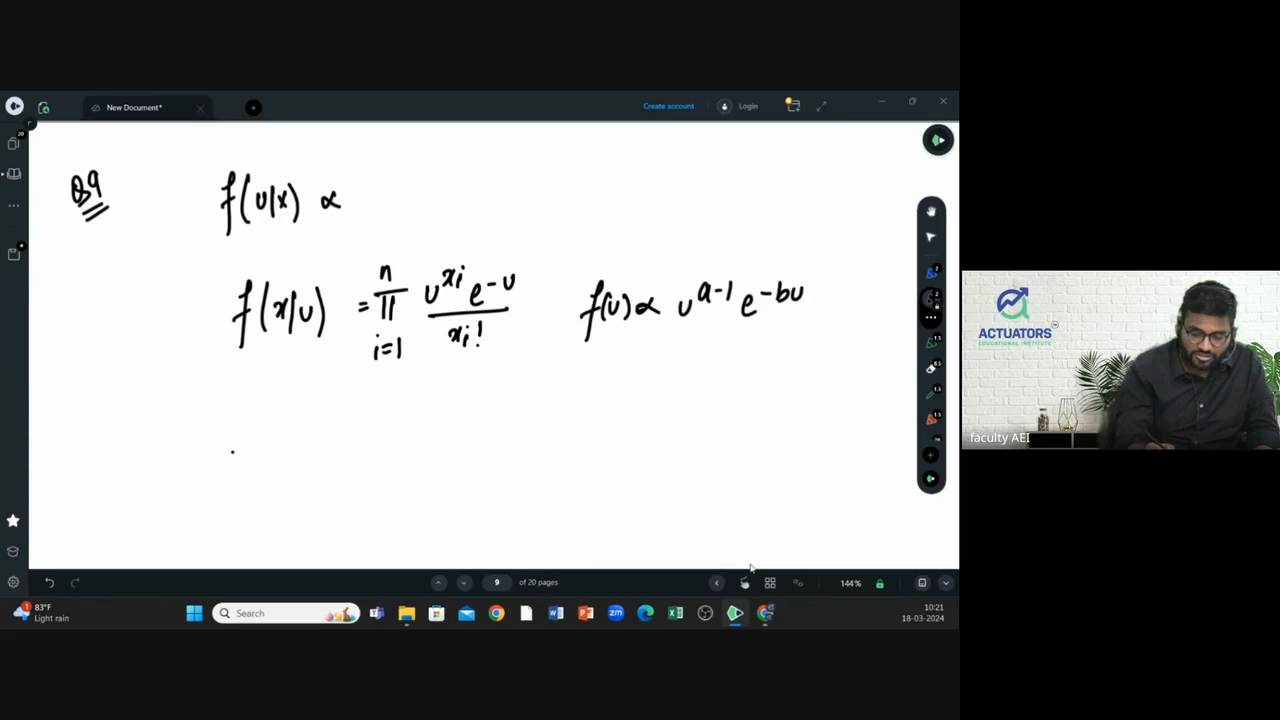 New Document*
Create account
Login
Q9
f(υ|x) ∝
f(x|υ) = ∏ᵢ₌₁ⁿ υ^xi e^-υ / xi!    f(υ) ∝ υ^a-1 e^-bυ
ACTUATORS
EDUCATIONAL INSTITUTE
faculty AEI
9 of 20 pages
144%
83°F
Light rain
Search
10:21
18-03-2024